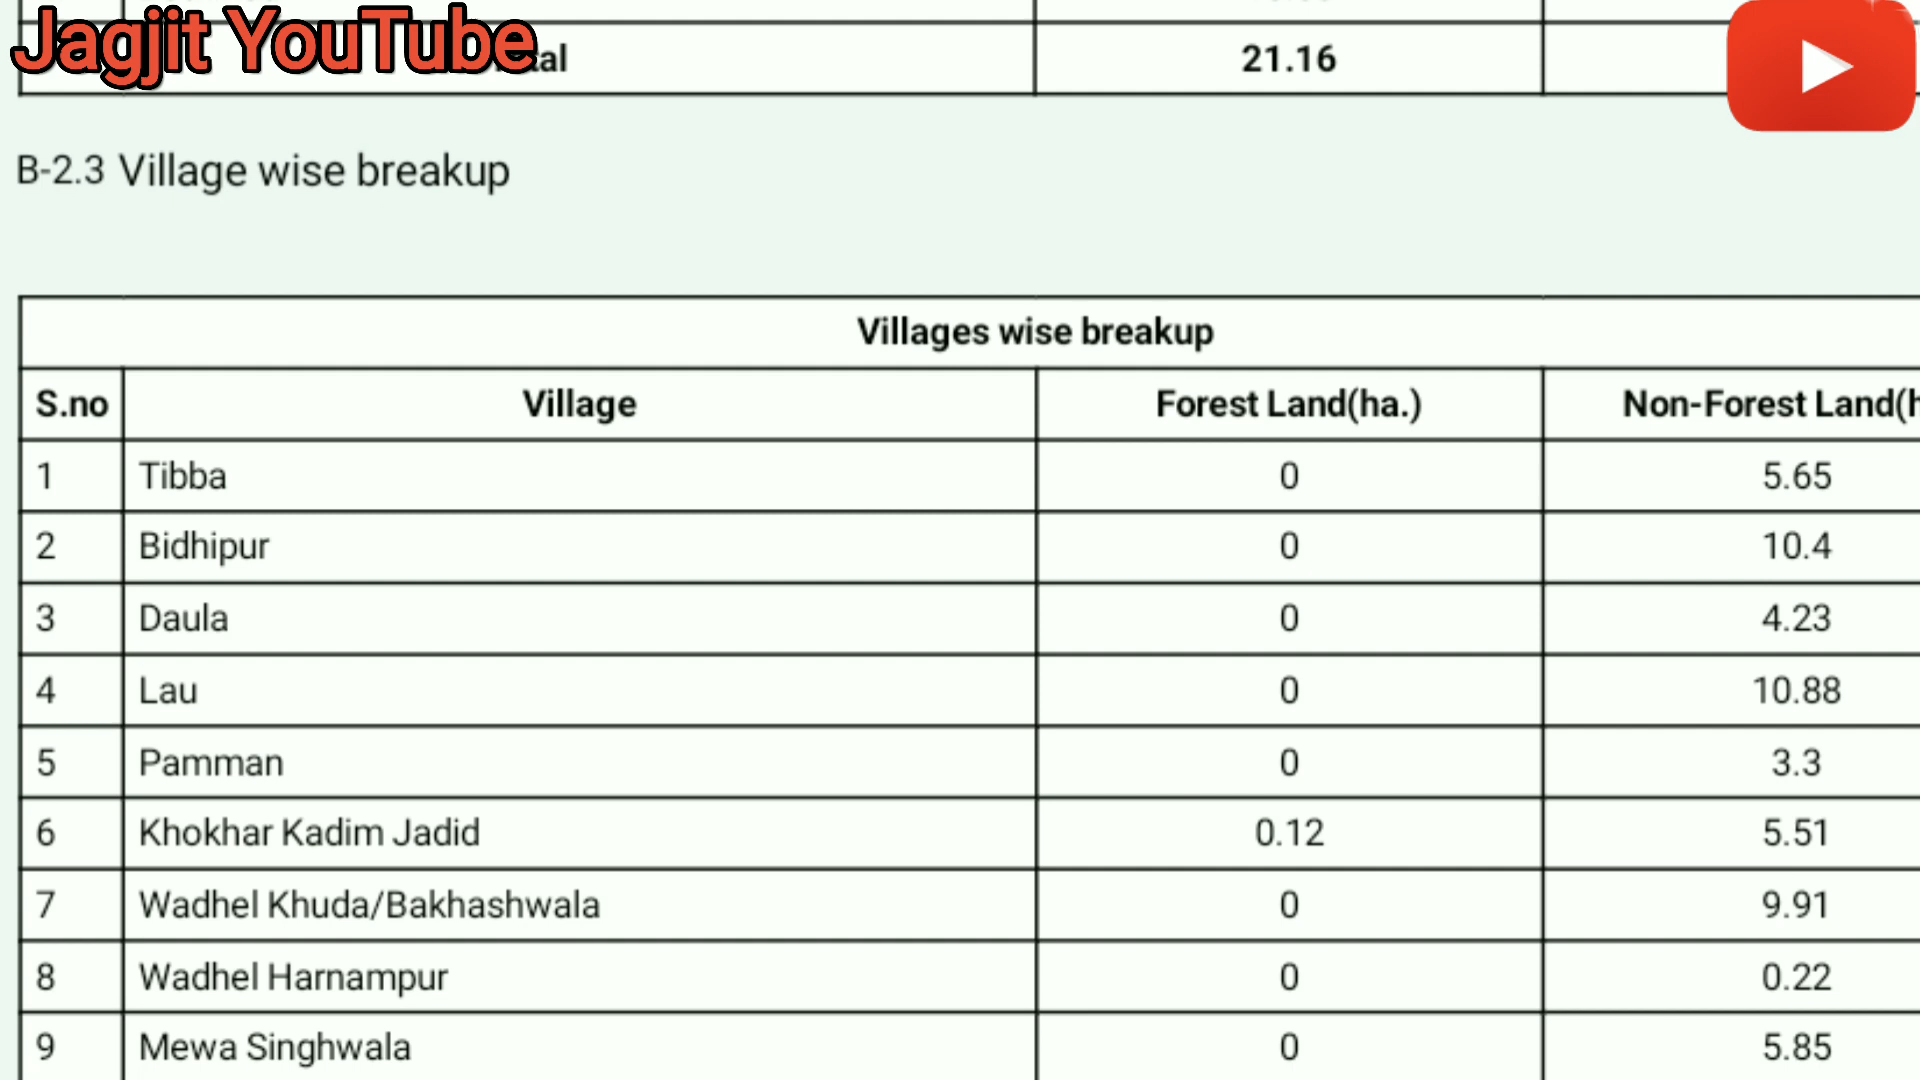 Jagjit YouTube
21.16
B-2.3 Village wise breakup
Villages wise breakup
S.no Village Forest Land(ha.) Non-Forest Land(h
1 Tibba 0 5.65
2 Bidhipur 0 10.4
3 Daula 0 4.23
4 Lau 0 10.88
5 Pamman 0 3.3
6 Khokhar Kadim Jadid 0.12 5.51
7 Wadhel Khuda/Bakhashwala 0 9.91
8 Wadhel Harnampur 0 0.22
9 Mewa Singhwala 0 5.85